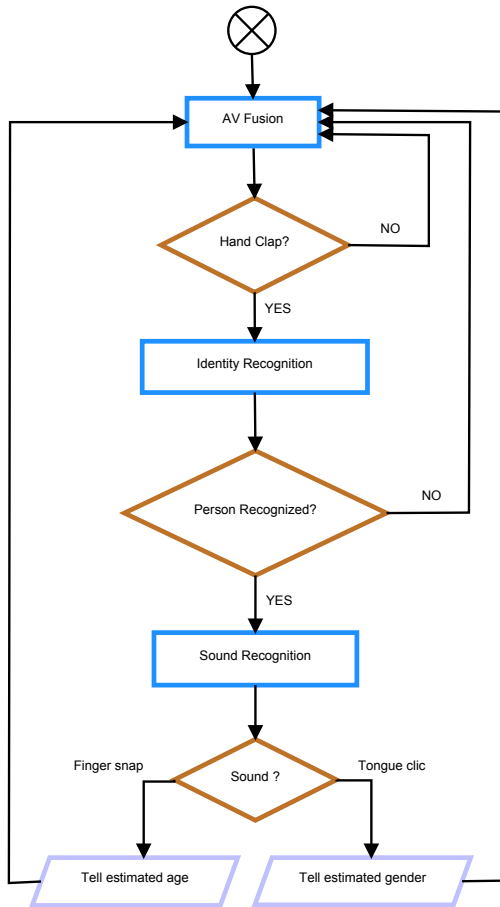 AV Fusion
Hand Clap?
NO
YES
Identity Recognition
Person Recognized?
NO
YES
Sound Recognition
Finger snap
Sound ?
Tongue clic
Tell estimated age
Tell estimated gender